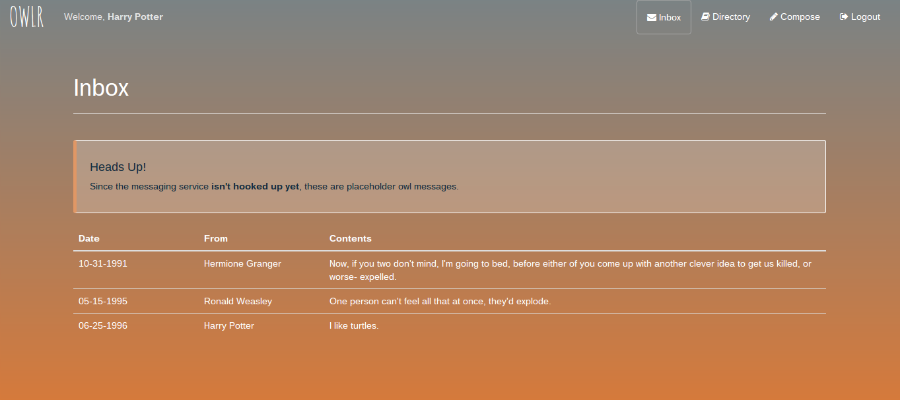 OWLR Welcome, Harry Potter Inbox Directory Compose Logout
Inbox
Heads Up!
Since the messaging service isn't hooked up yet, these are placeholder owl messages.
Date From Contents
10-31-1991 Hermione Granger Now, if you two don't mind, I'm going to bed, before either of you come up with another clever idea to get us killed, or
worse- expelled.
05-15-1995 Ronald Weasley One person can't feel all that at once, they'd explode.
06-25-1996 Harry Potter I like turtles.